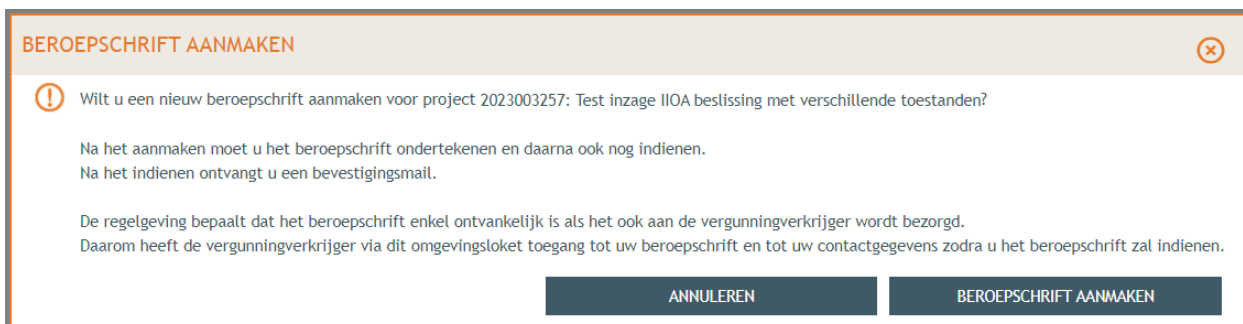 BEROEPSCHRIFT AANMAKEN
Wilt u een nieuw beroepschrift aanmaken voor project 2023003257: Test inzage IIOA beslissing met verschillende toestanden?
Na het aanmaken moet u het beroepschrift ondertekenen en daarna ook nog indienen.
Na het indienen ontvangt u een bevestigingsmail.
De regelgeving bepaalt dat het beroepschrift enkel ontvankelijk is als het ook aan de vergunningverkrijger wordt bezorgd.
Daarom heeft de vergunningverkrijger via dit omgevingsloket toegang tot uw beroepschrift en tot uw contactgegevens zodra u het beroepschrift zal indienen.
ANNULEREN
BEROEPSCHRIFT AANMAKEN